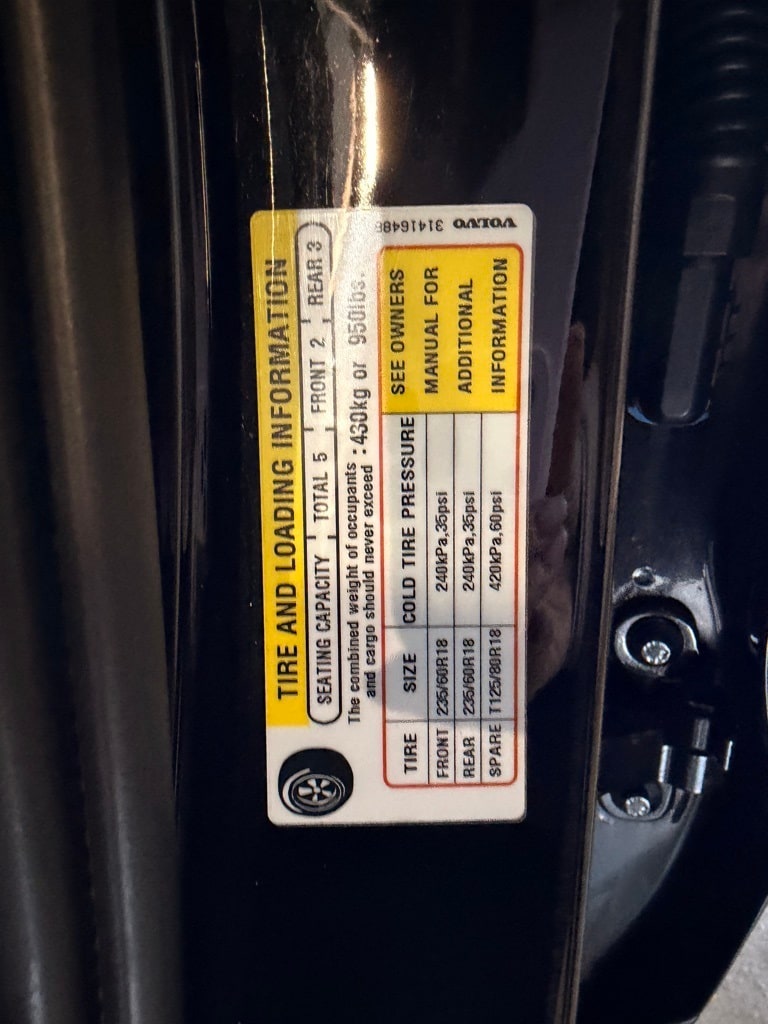 TIRE AND LOADING INFORMATION
SEATING CAPACITY TOTAL 5 FRONT 2 REAR 3
The combined weight of occupants
and cargo should never exceed : 430kg or 950lbs.
TIRE SIZE COLD TIRE PRESSURE
FRONT 235/60R18 240kPa,35psi
REAR 235/60R18 240kPa,35psi
SPARE T125/80R18 420kPa,60psi
SEE OWNERS
MANUAL FOR
ADDITIONAL
INFORMATION
VOLVO